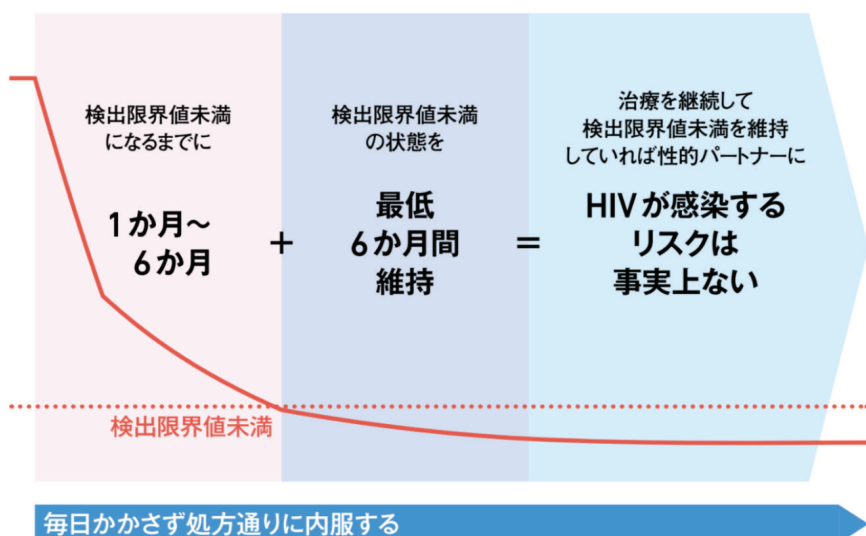 検出限界値未満
になるまでに
1か月〜
6か月
+
検出限界値未満
の状態を
最低
6か月間
維持
=
治療を継続して
検出限界値未満を維持
していれば性的パートナーに
HIVが感染する
リスクは
事実上ない
検出限界値未満
毎日かかさず処方通りに内服する